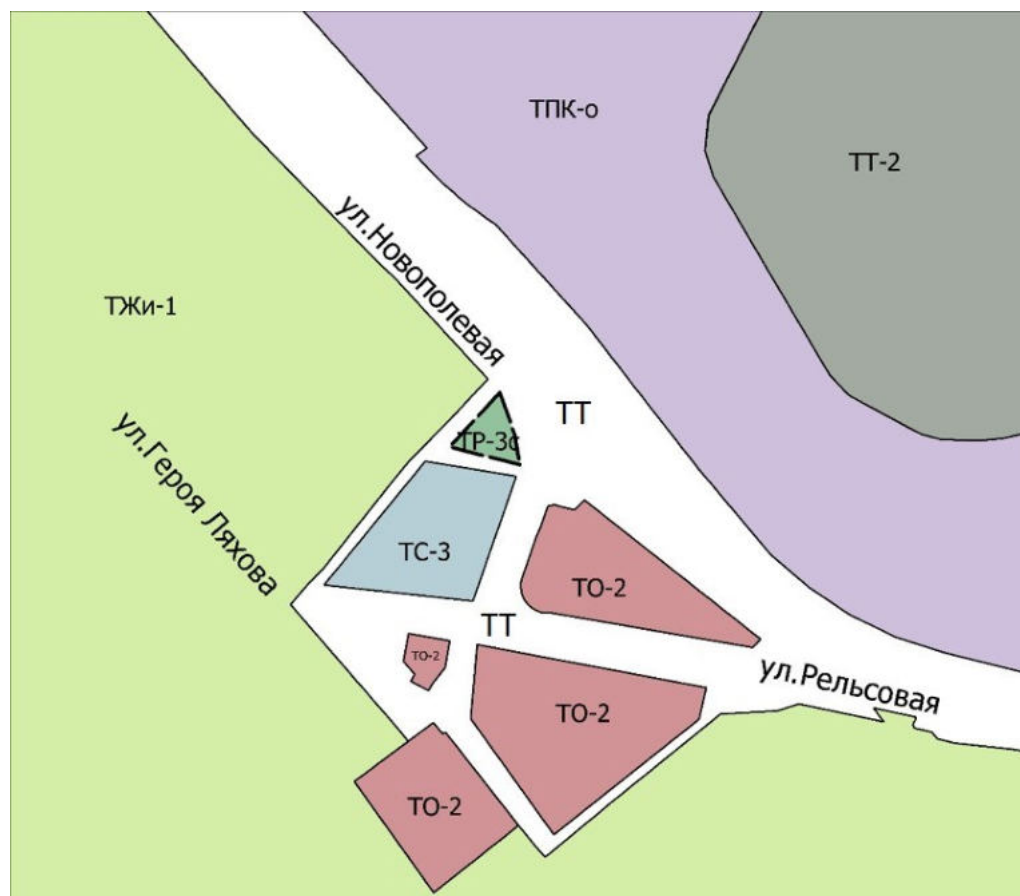 ТПК-о
ТТ-2
ул.Новополевая
ТЖи-1
ТТ
ул.Героя Ляхова
ТР-3с
ТС-3
ТО-2
ТТ
ТО-2
ул.Рельсовая
ТО-2
ТО-2